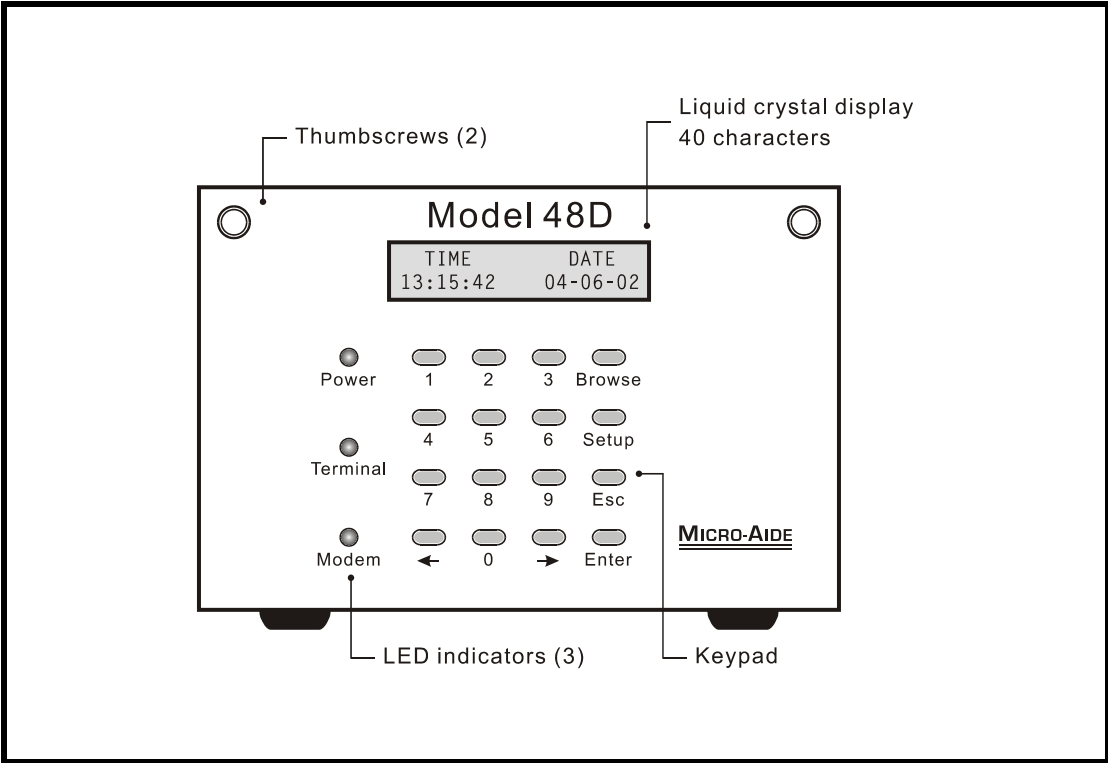 Liquid crystal display
40 characters
Thumbscrews (2)
Model 48D
TIME DATE
13:15:42 04-06-02
Power 1 2 3 Browse
4 5 6 Setup
Terminal
7 8 9 Esc
MICRO-AIDE
Modem ← 0 → Enter
LED indicators (3)
Keypad